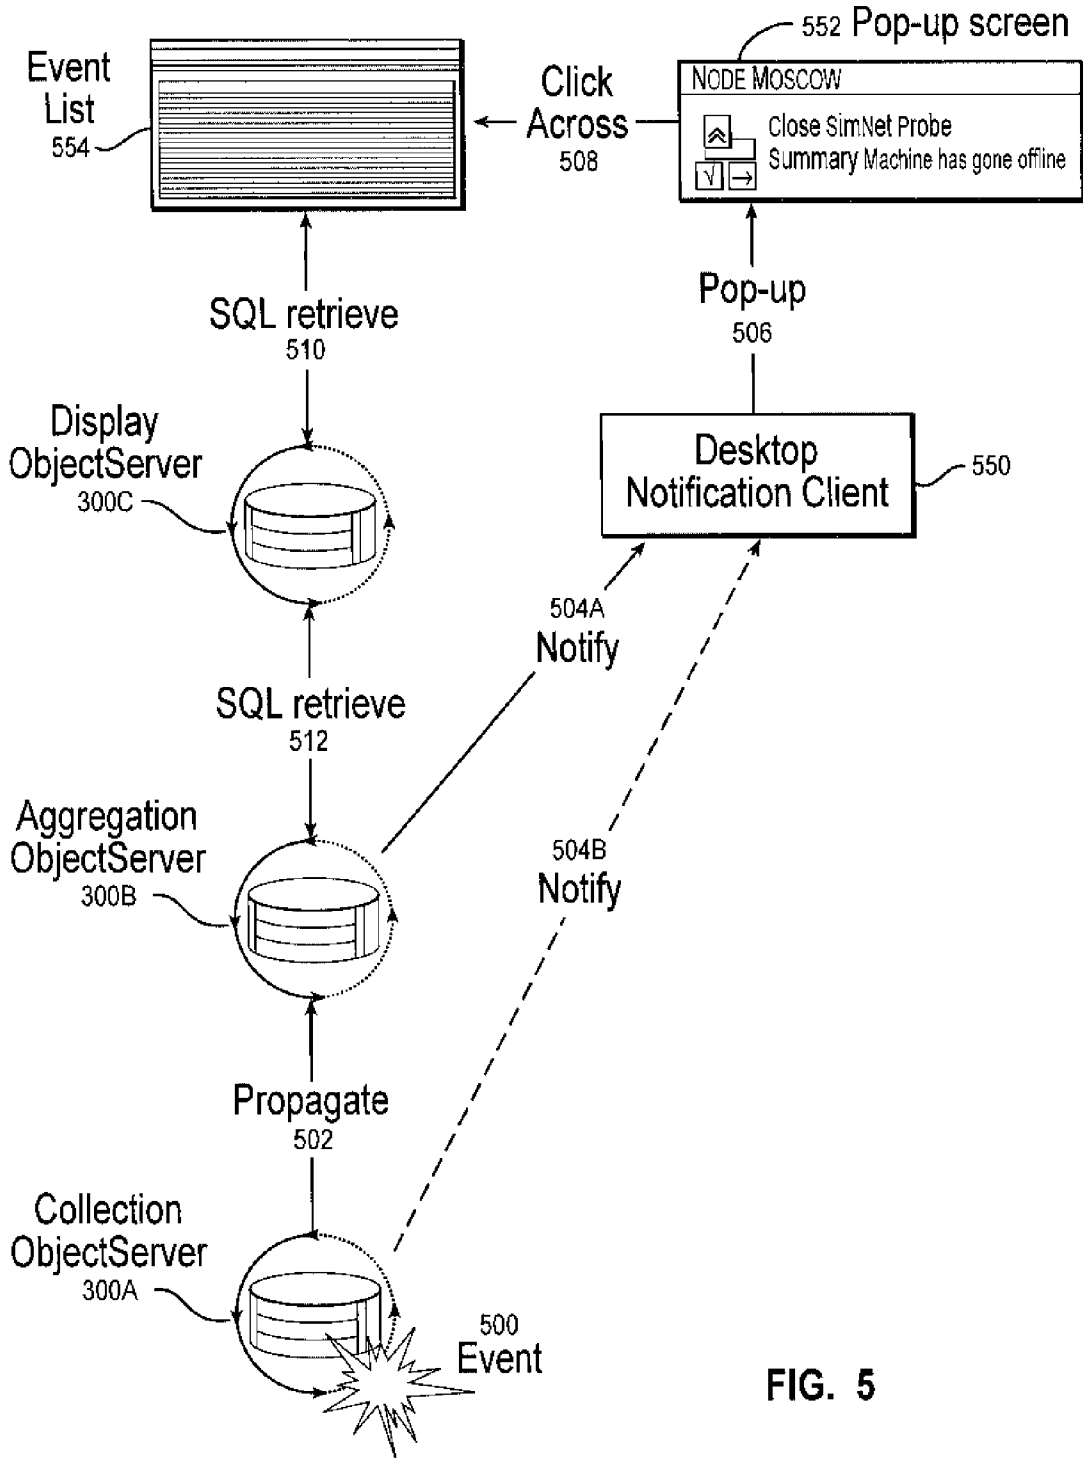 552 Pop-up screen
Event
List
554
Click
Across
508
NODE MOSCOW
Close SimNet Probe
Summary Machine has gone offline
SQL retrieve
510
Pop-up
506
Display
ObjectServer
300C
Desktop
Notification Client
550
504A
Notify
SQL retrieve
512
Aggregation
ObjectServer
300B
504B
Notify
Propagate
502
Collection
ObjectServer
300A
500
Event
FIG. 5